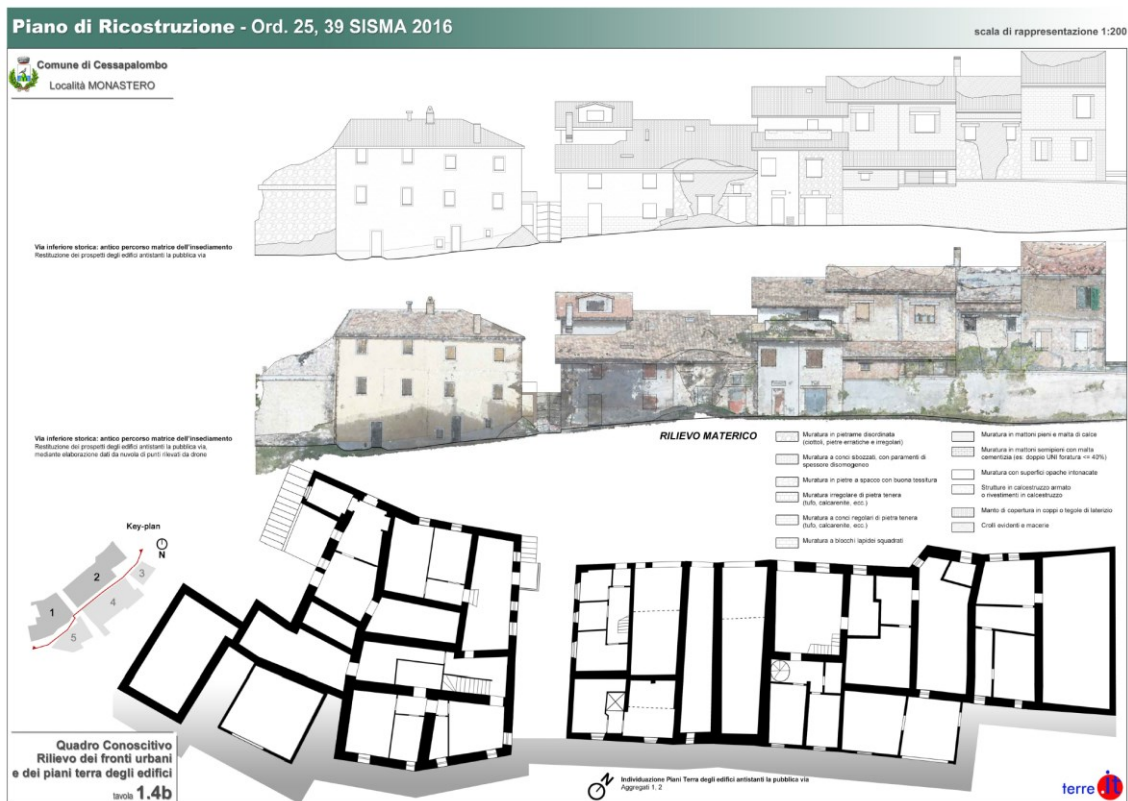 Piano di Ricostruzione - Ord. 25, 39 SISMA 2016
scala di rappresentazione 1:200
Comune di Cessapalombo
Località MONASTERO
Via inferiore storica: antico percorso matrice dell'insediamento
Restituzione dei prospetti degli edifici antistanti la pubblica via
Via inferiore storica: antico percorso matrice dell'insediamento
Restituzione dei prospetti degli edifici antistanti la pubblica via,
mediante elaborazione dati da nuvola di punti rilevati da drone
RILIEVO MATERICO
Muratura in pietrame disordinata
(ciottoli, pietre erratiche e irregolari)
Muratura a conci sbozzati, con paramenti di
spessore disomogeneo
Muratura in pietre a spacco con buona tessitura
Muratura irregolare di pietra tenera
(tufo, calcarenite, ecc.)
Muratura a conci regolari di pietra tenera
(tufo, calcarenite, ecc.)
Muratura a blocchi lapidei squadrati
Muratura in mattoni pieni e malta di calce
Muratura in mattoni semipieni con malta
cementizia (es: doppio UNI foratura <= 40%)
Muratura con superfici opache intonacate
Strutture in calcestruzzo armato
o rivestimenti in calcestruzzo
Manto di copertura in coppi o tegole di laterizio
Crolli evidenti e macerie
Key-plan
N
1
2
3
4
5
Quadro Conoscitivo
Rilievo dei fronti urbani
e dei piani terra degli edifici
tavola 1.4b
N
Individuazione Piani Terra degli edifici antistanti la pubblica via
Aggregati 1, 2
terre.it